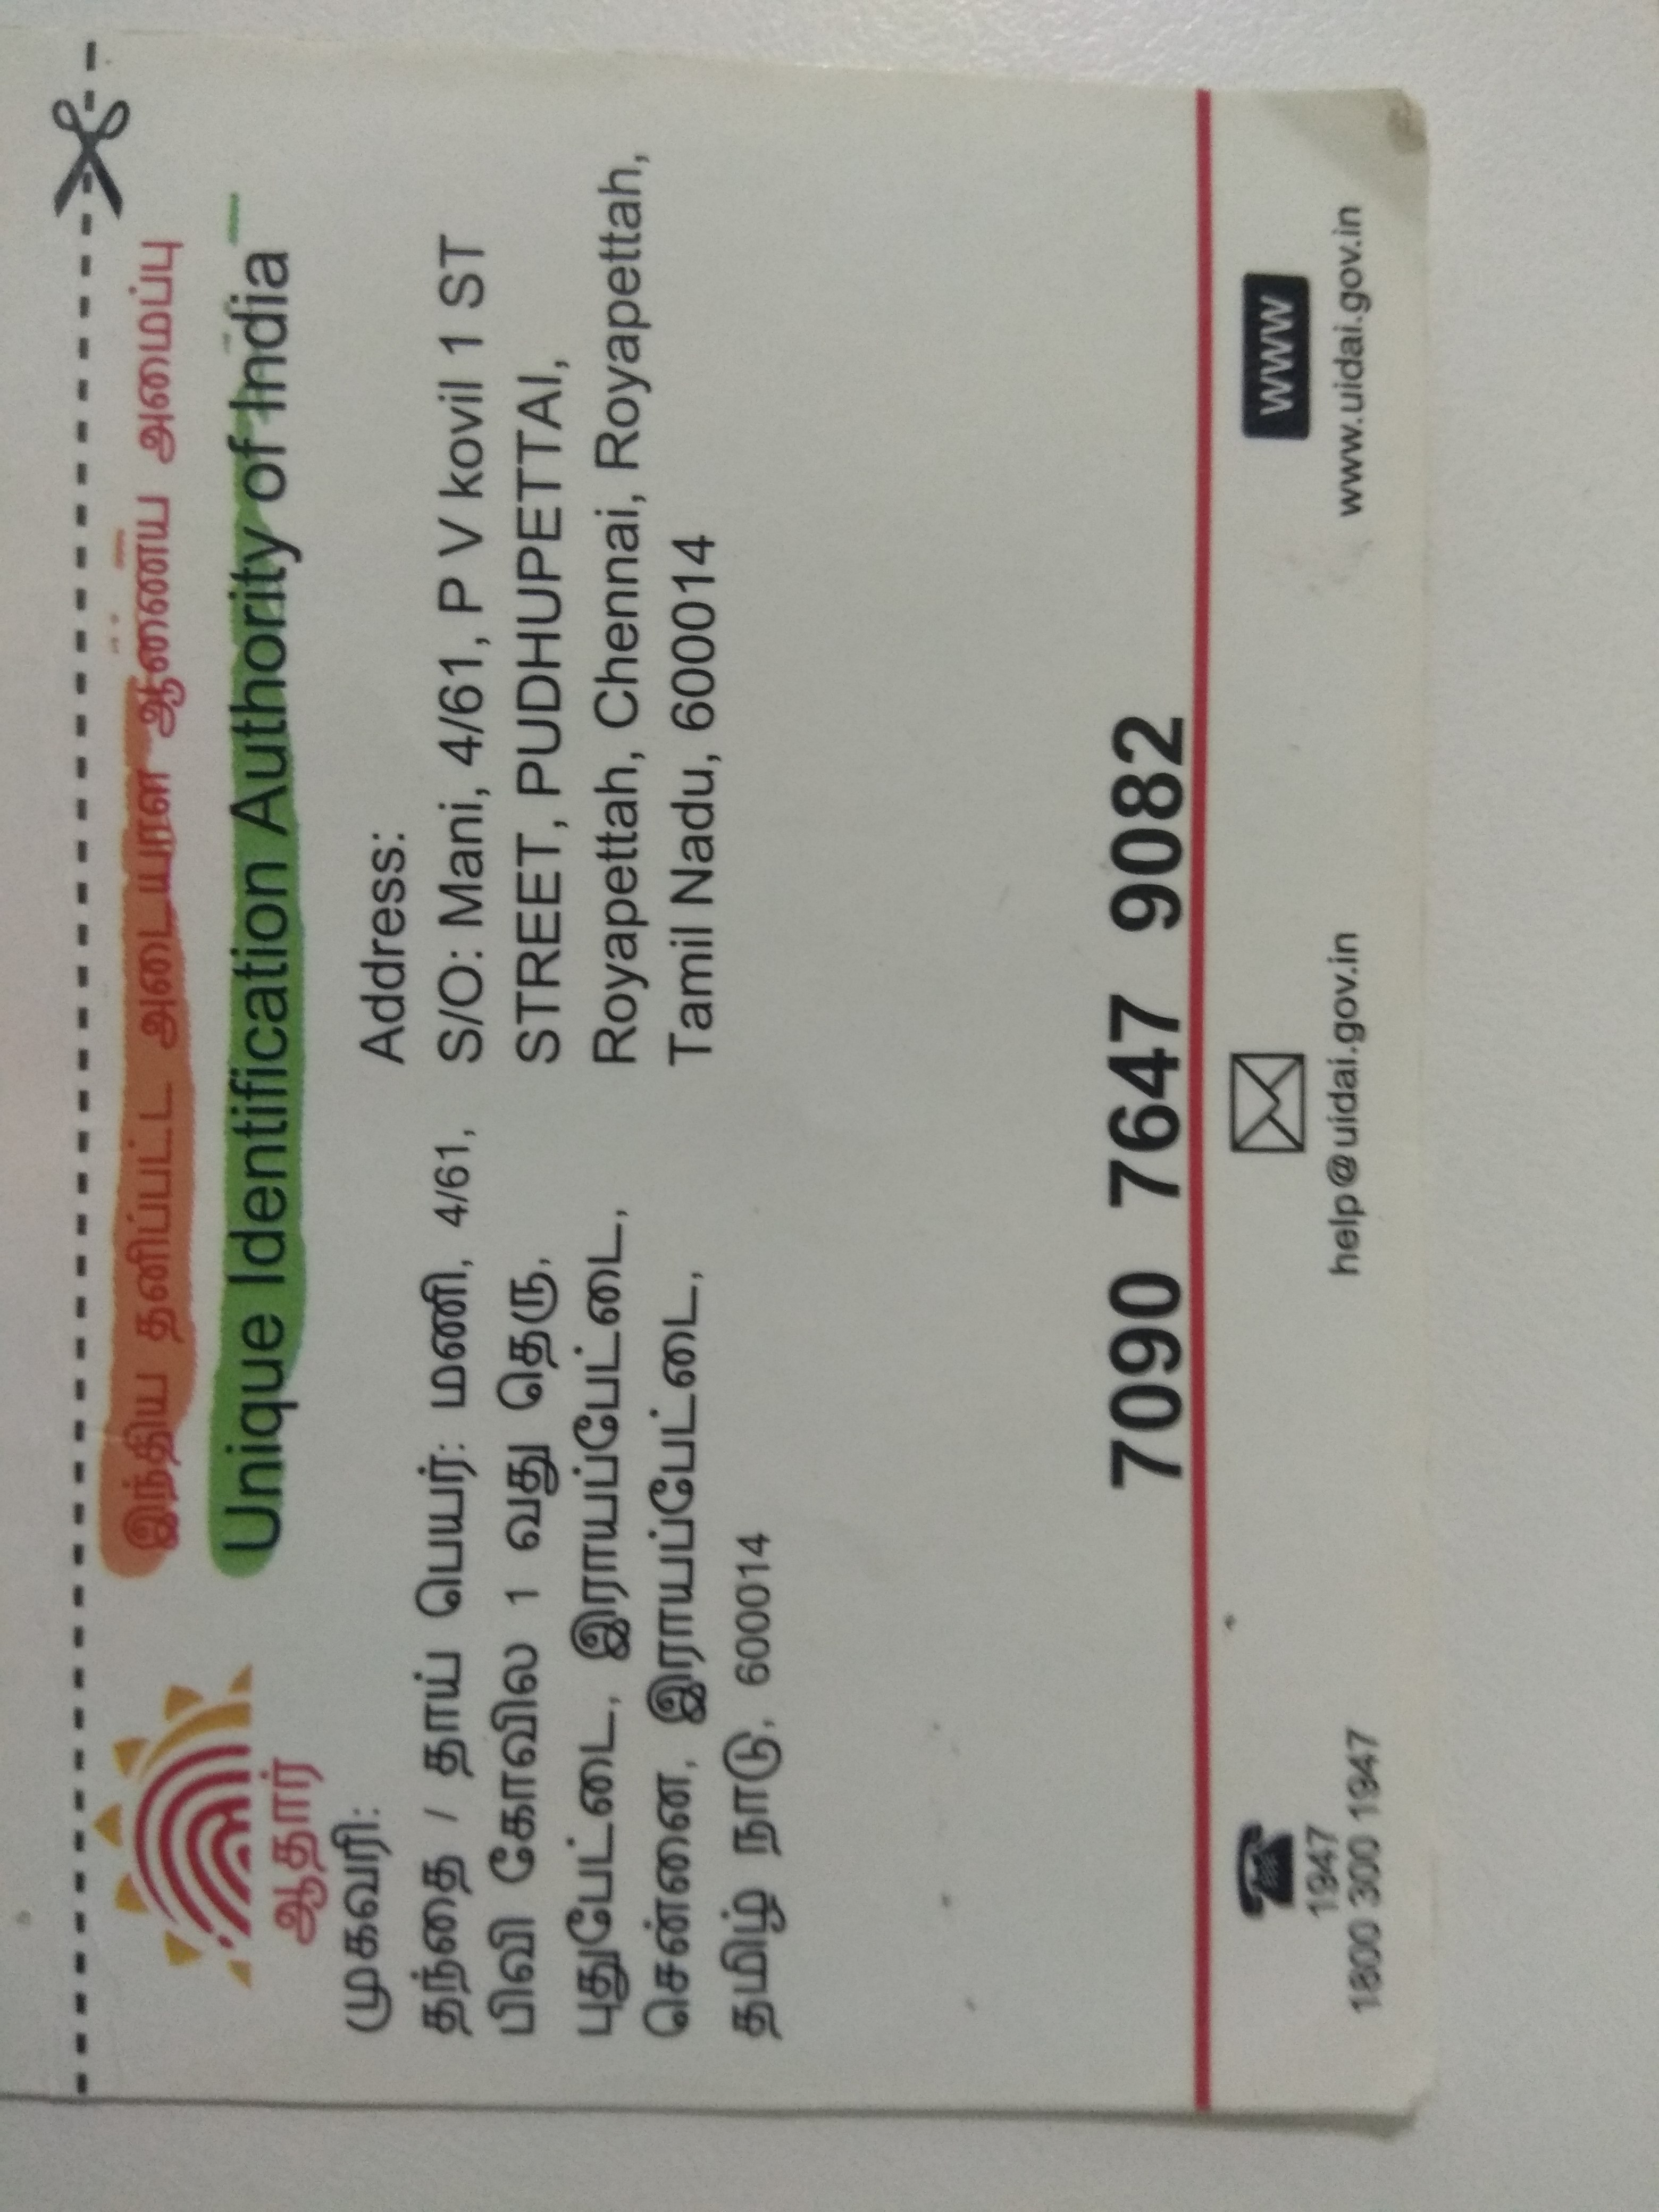 இந்திய தனிப்பட்ட அடையாள ஆணைய அமைப்பு
Unique Identification Authority of India
ஆதார்
முகவரி:
தந்தை / தாய் பெயர்: மணி, 4/61,
பிவி கோவில 1 வது தெரு,
புதுபேட்டை, இராயப்பேட்டை,
சென்னை, இராயப்பேட்டை,
தமிழ் நாடு, 600014
Address:
S/O: Mani, 4/61, P V kovil 1 ST
STREET, PUDHUPETTAI,
Royapettah, Chennai, Royapettah,
Tamil Nadu, 600014
7090 7647 9082
1947
1800 300 1947
help@uidai.gov.in
WWW
www.uidai.gov.in